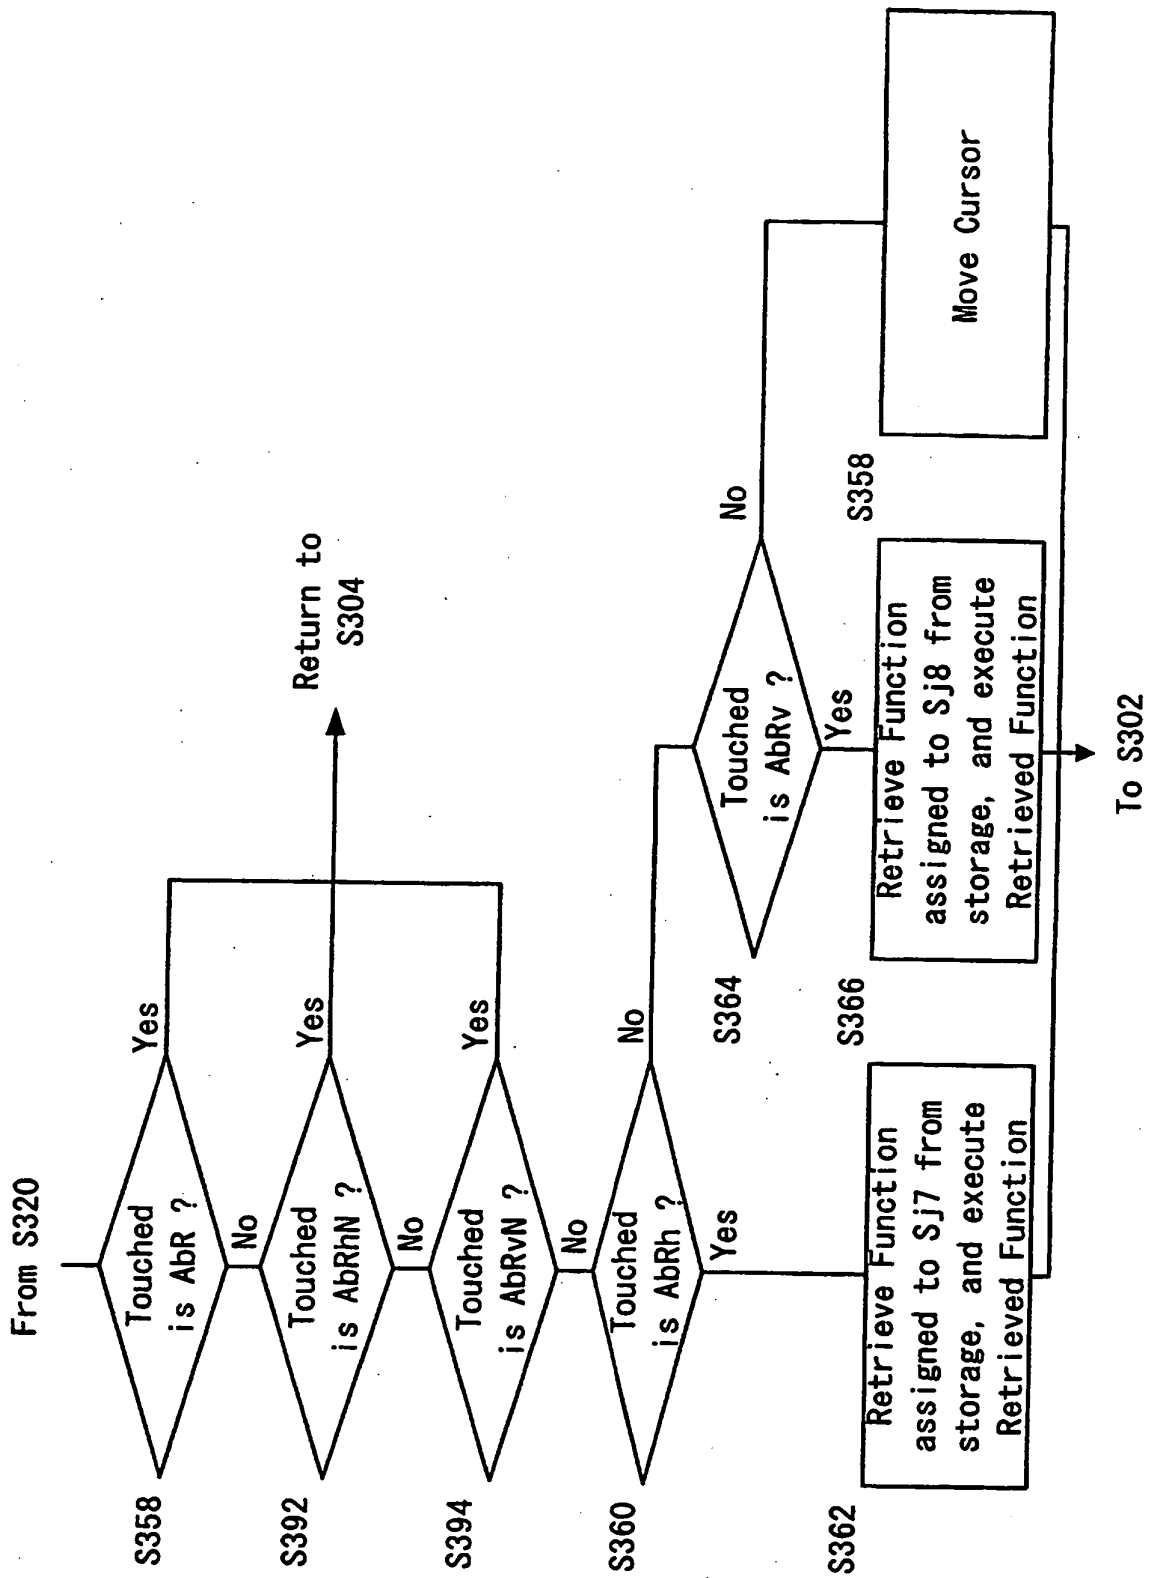 From S320
S358
Touched
is AbR ?
Yes
No
S392
Touched
is AbRhN ?
Yes
Return to
S304
No
S394
Touched
is AbRvN ?
Yes
No
S360
Touched
is AbRh ?
No
Yes
S364
Touched
is AbRv ?
No
Yes
S362
Retrieve Function
assigned to Sj7 from
storage, and execute
Retrieved Function
S366
Retrieve Function
assigned to Sj8 from
storage, and execute
Retrieved Function
S358
Move Cursor
To S302